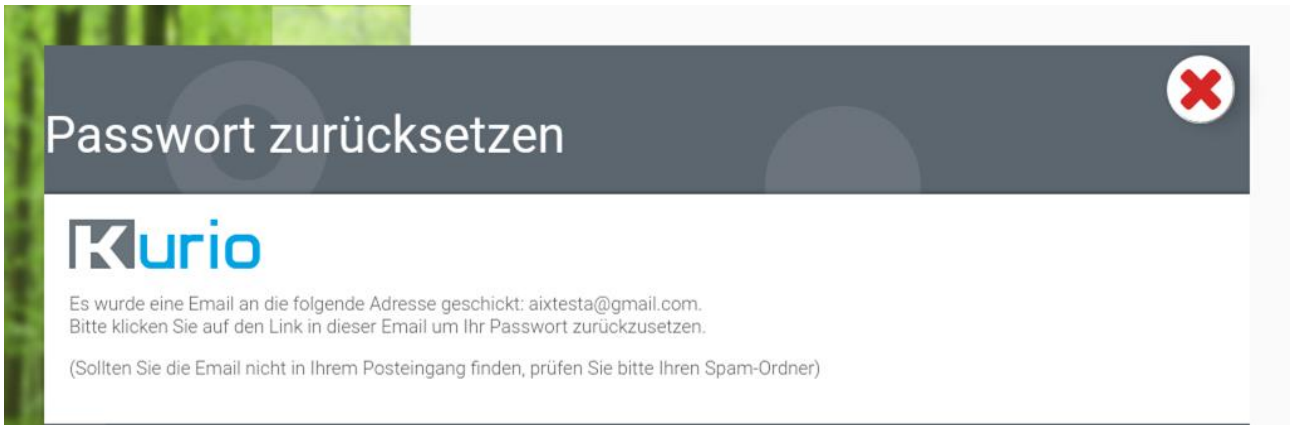 Passwort zurücksetzen
Kurio
Es wurde eine Email an die folgende Adresse geschickt: aixtesta@gmail.com.
Bitte klicken Sie auf den Link in dieser Email um Ihr Passwort zurückzusetzen.
(Sollten Sie die Email nicht in Ihrem Posteingang finden, prüfen Sie bitte Ihren Spam-Ordner)